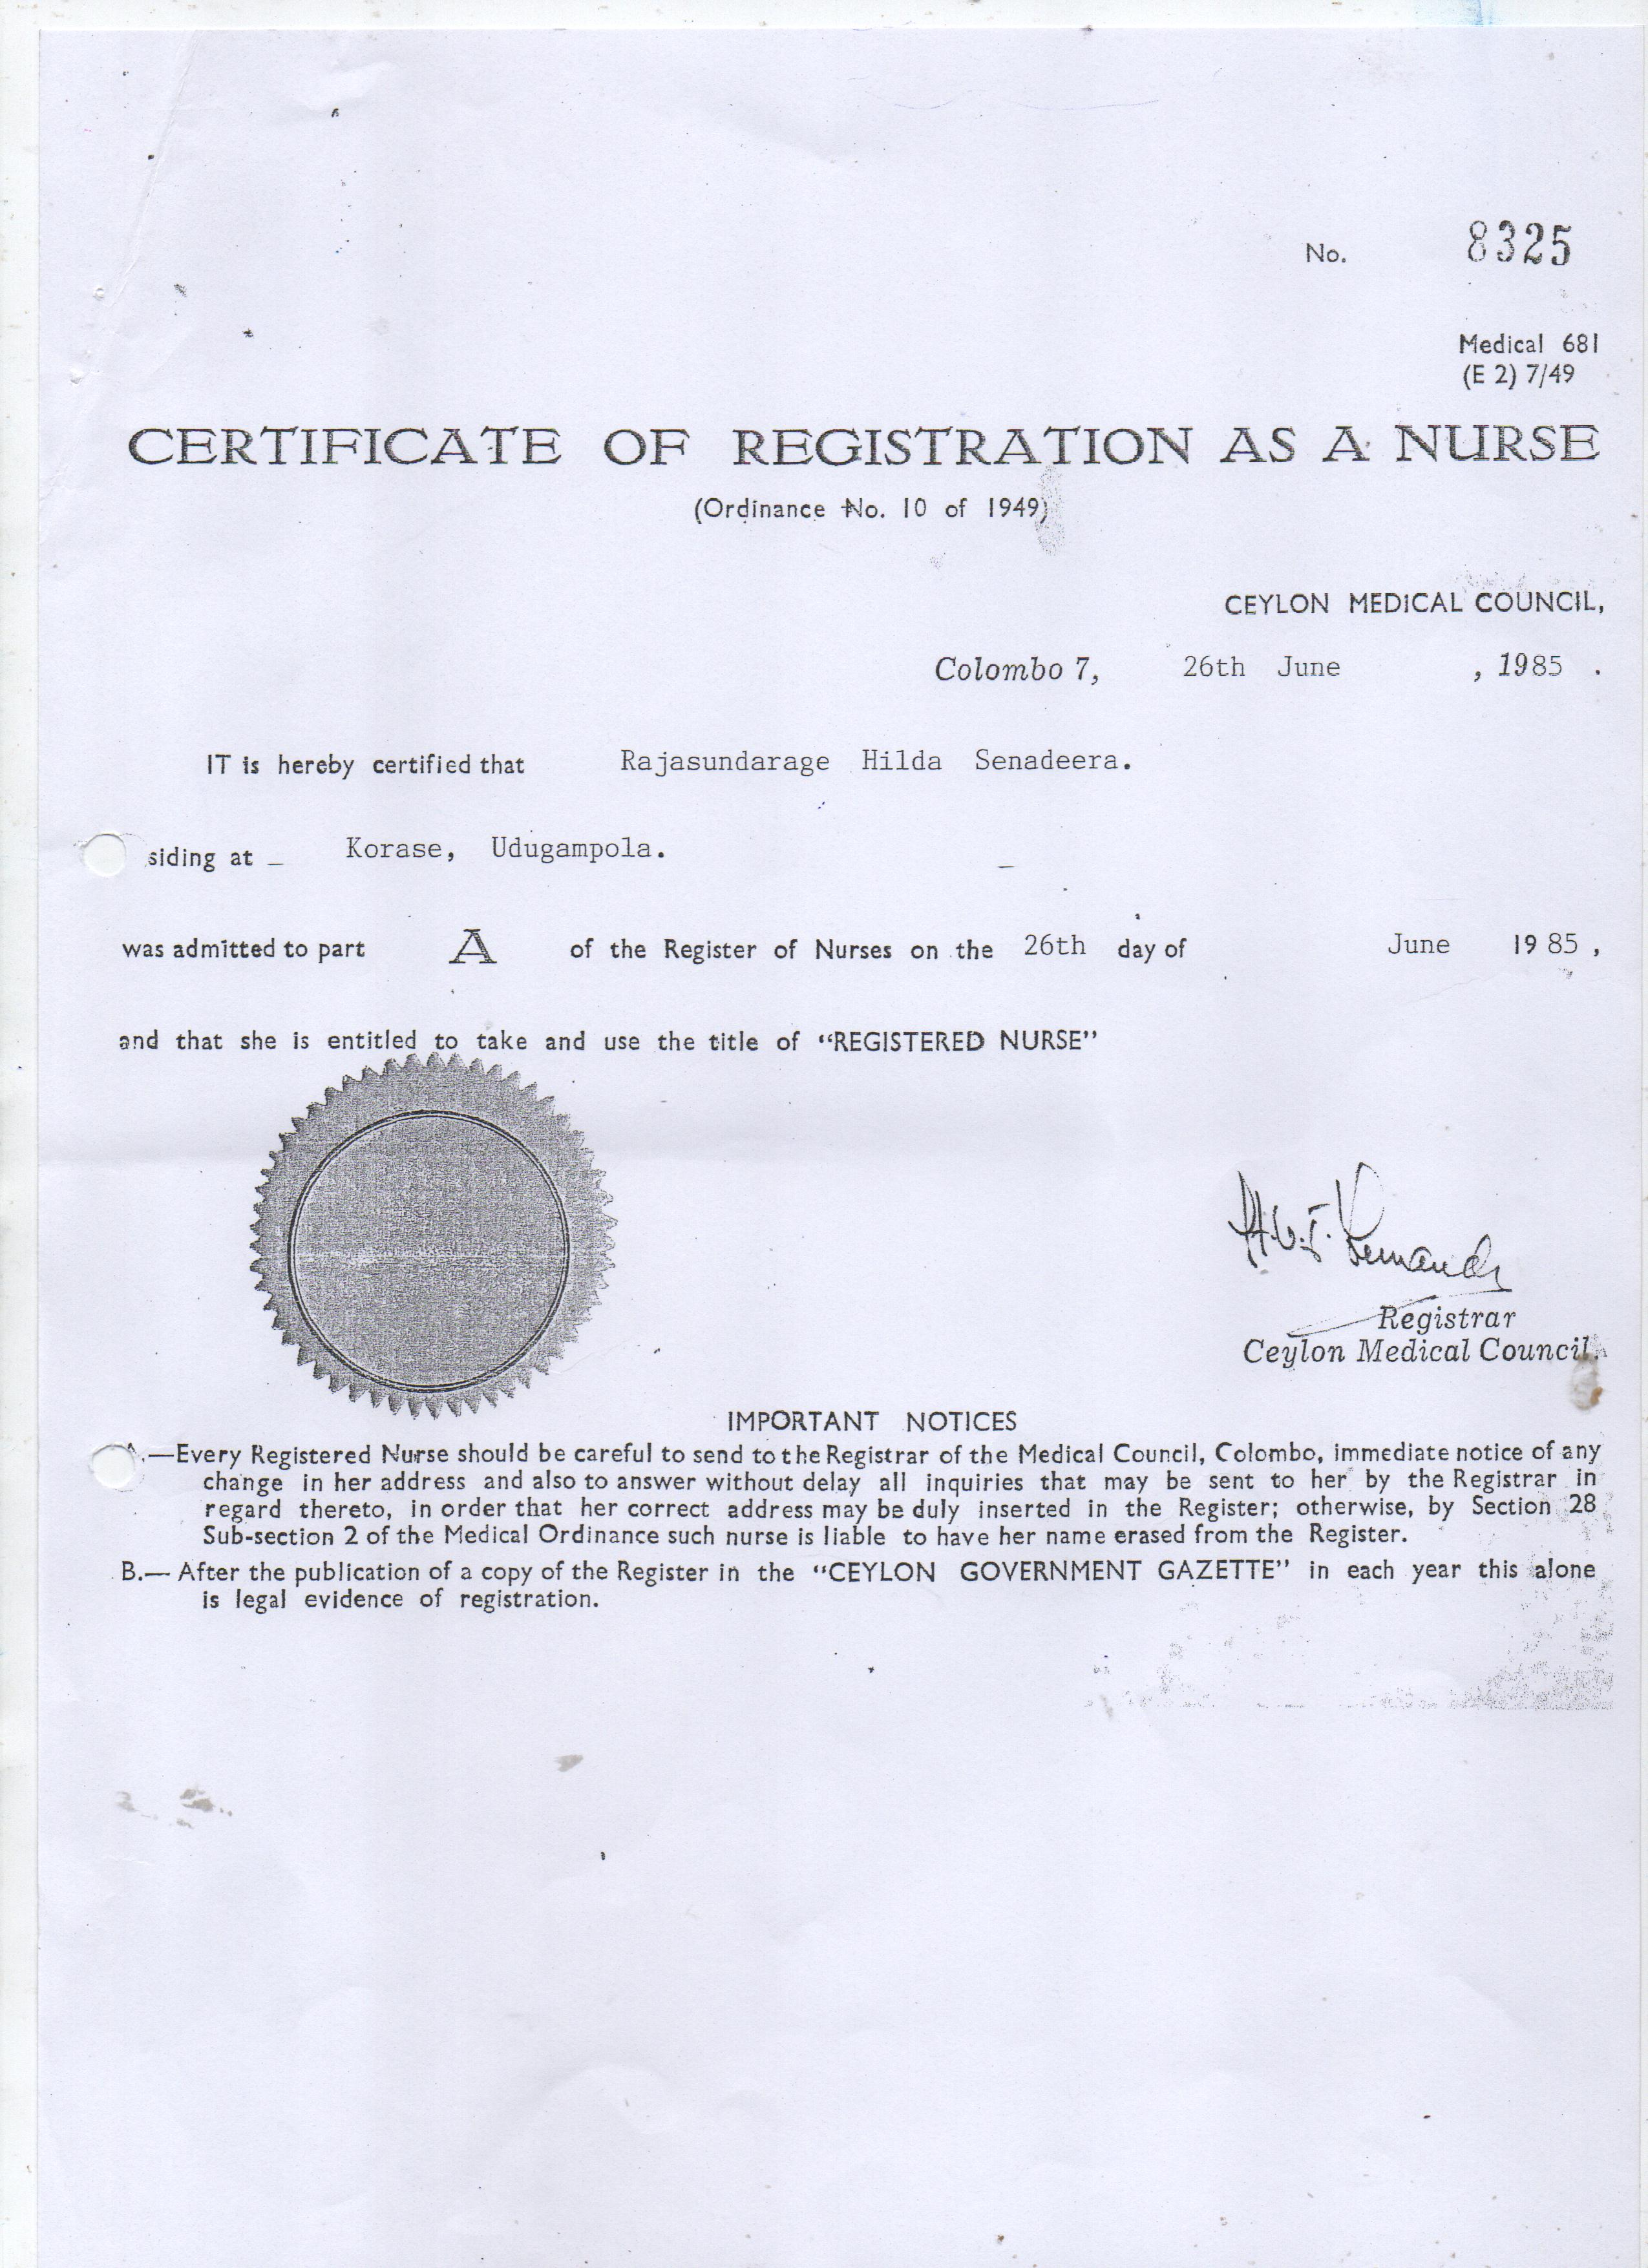 No. 8325
Medical 681
(E 2) 7/49
CERTIFICATE OF REGISTRATION AS A NURSE
(Ordinance No. 10 of 1949)
CEYLON MEDICAL COUNCIL,
Colombo 7, 26th June , 1985 .
IT is hereby certified that Rajasundarage Hilda Senadeera.
siding at Korase, Udugampola.
was admitted to part A of the Register of Nurses on the 26th day of June 1985 ,
and that she is entitled to take and use the title of “REGISTERED NURSE”
Registrar
Ceylon Medical Council.
IMPORTANT NOTICES
A.—Every Registered Nurse should be careful to send to the Registrar of the Medical Council, Colombo, immediate notice of any
change in her address and also to answer without delay all inquiries that may be sent to her by the Registrar in
regard thereto, in order that her correct address may be duly inserted in the Register; otherwise, by Section 28
Sub-section 2 of the Medical Ordinance such nurse is liable to have her name erased from the Register.
B.— After the publication of a copy of the Register in the “CEYLON GOVERNMENT GAZETTE” in each year this alone
is legal evidence of registration.